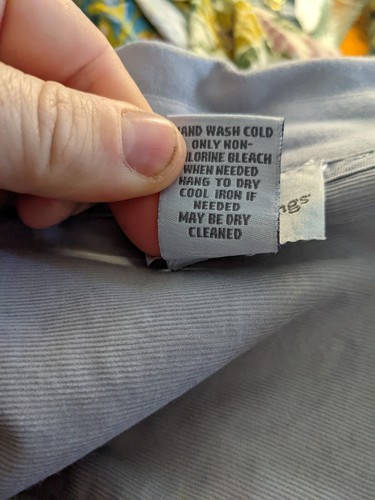 AND WASH COLD
ONLY NON-
LORINE BLEACH
WHEN NEEDED
HANG TO DRY
COOL IRON IF
NEEDED
MAY BE DRY
CLEANED
ngs